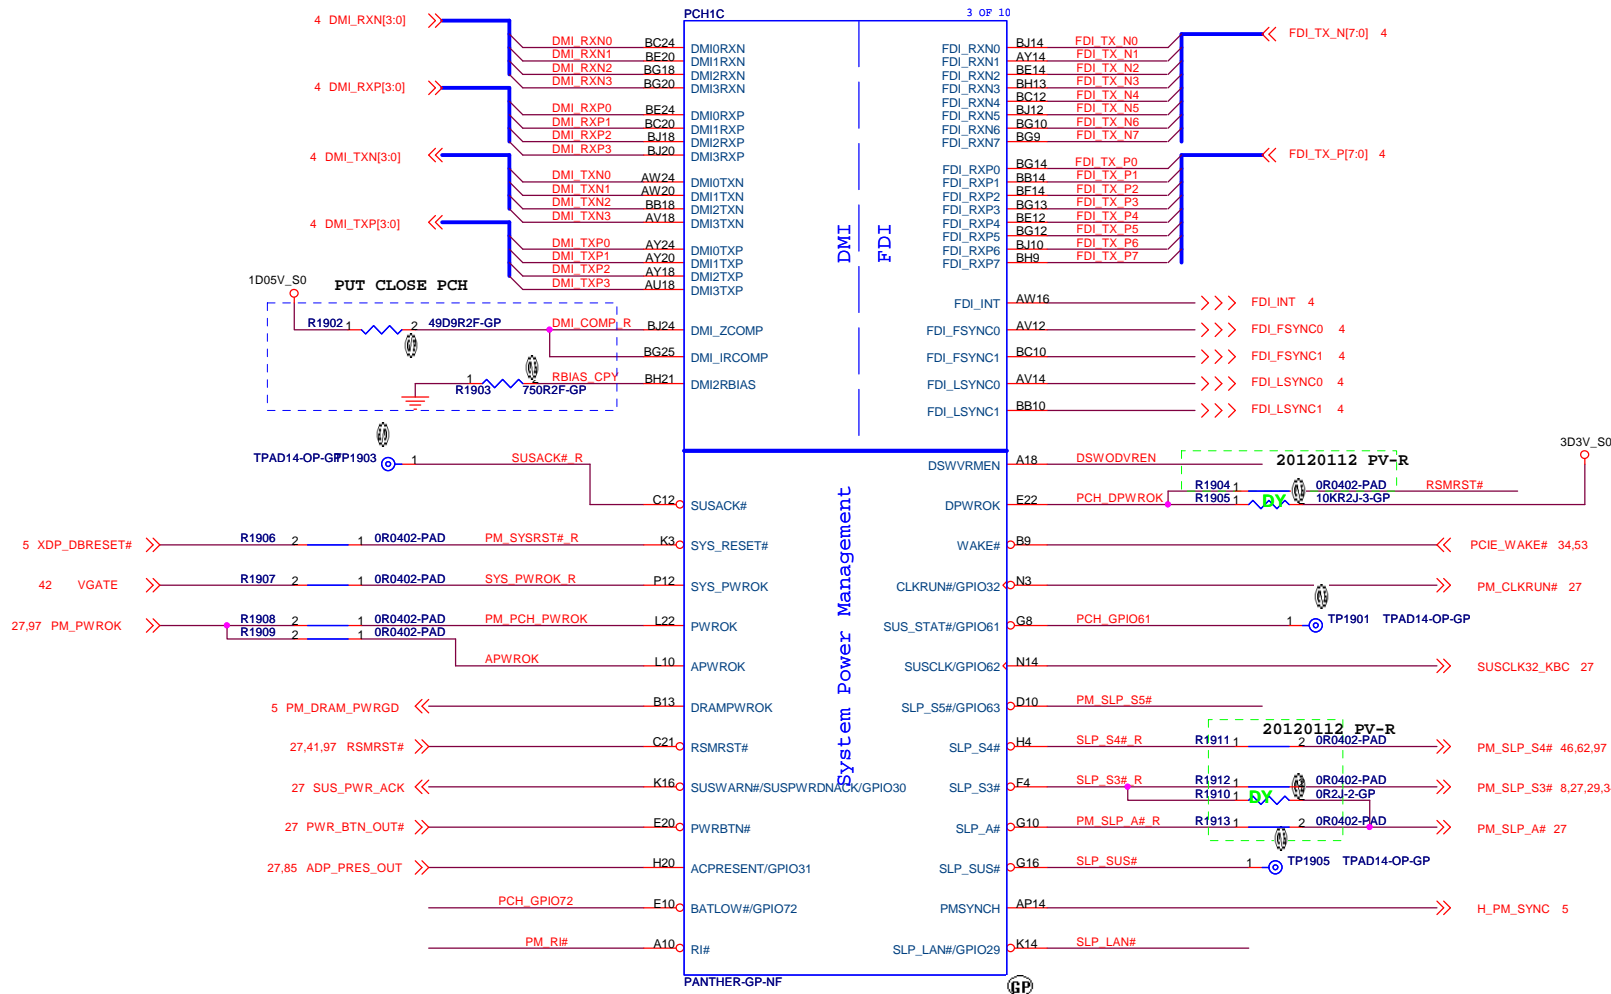 PCH1C 3 OF 10
4 DMI_RXN[3:0]
DMI_RXN0 BC24 DMI0RXN
DMI_RXN1 BE20 DMI1RXN
DMI_RXN2 BG18 DMI2RXN
DMI_RXN3 BG20 DMI3RXN
4 DMI_RXP[3:0]
DMI_RXP0 BE24 DMI0RXP
DMI_RXP1 BC20 DMI1RXP
DMI_RXP2 BJ18 DMI2RXP
DMI_RXP3 BJ20 DMI3RXP
4 DMI_TXN[3:0]
DMI_TXN0 AW24 DMI0TXN
DMI_TXN1 AW20 DMI1TXN
DMI_TXN2 BB18 DMI2TXN
DMI_TXN3 AV18 DMI3TXN
4 DMI_TXP[3:0]
DMI_TXP0 AY24 DMI0TXP
DMI_TXP1 AY20 DMI1TXP
DMI_TXP2 AY18 DMI2TXP
DMI_TXP3 AU18 DMI3TXP
1D05V_S0
PUT CLOSE PCH
R1902 1 2 49D9R2F-GP DMI_COMP_R BJ24 DMI_ZCOMP
BG25 DMI_IRCOMP
R1903 1 2 750R2F-GP RBIAS_CPY BH21 DMI2RBIAS
DMI
FDI
FDI_RXN0 BJ14 FDI_TX_N0
FDI_RXN1 AY14 FDI_TX_N1
FDI_RXN2 BE14 FDI_TX_N2
FDI_RXN3 BH13 FDI_TX_N3
FDI_RXN4 BC12 FDI_TX_N4
FDI_RXN5 BJ12 FDI_TX_N5
FDI_RXN6 BG10 FDI_TX_N6
FDI_RXN7 BG9 FDI_TX_N7
FDI_TX_N[7:0] 4
FDI_RXP0 BG14 FDI_TX_P0
FDI_RXP1 BB14 FDI_TX_P1
FDI_RXP2 BF14 FDI_TX_P2
FDI_RXP3 BG13 FDI_TX_P3
FDI_RXP4 BE12 FDI_TX_P4
FDI_RXP5 BG12 FDI_TX_P5
FDI_RXP6 BJ10 FDI_TX_P6
FDI_RXP7 BH9 FDI_TX_P7
FDI_TX_P[7:0] 4
FDI_INT AW16 FDI_INT 4
FDI_FSYNC0 AV12 FDI_FSYNC0 4
FDI_FSYNC1 BC10 FDI_FSYNC1 4
FDI_LSYNC0 AV14 FDI_LSYNC0 4
FDI_LSYNC1 BB10 FDI_LSYNC1 4
System Power Management
TPAD14-OP-GP TP1903 1 SUSACK#_R C12 SUSACK#
5 XDP_DBRESET# R1906 2 1 0R0402-PAD PM_SYSRST#_R K3 SYS_RESET#
42 VGATE R1907 2 1 0R0402-PAD SYS_PWROK_R P12 SYS_PWROK
27,97 PM_PWROK R1908 2 1 0R0402-PAD PM_PCH_PWROK L22 PWROK
R1909 2 1 0R0402-PAD
APWROK L10 APWROK
5 PM_DRAM_PWRGD B13 DRAMPWROK
27,41,97 RSMRST# C21 RSMRST#
27 SUS_PWR_ACK K16 SUSWARN#/SUSPWRDNACK/GPIO30
27 PWR_BTN_OUT# E20 PWRBTN#
27,85 ADP_PRES_OUT H20 ACPRESENT/GPIO31
PCH_GPIO72 E10 BATLOW#/GPIO72
PM_RI# A10 RI#
3D3V_S0
20120112 PV-R
DSWVRMEN A18 DSWODVREN
R1904 1 0R0402-PAD RSMRST#
DPWROK E22 PCH_DPWROK R1905 1 DY 10KR2J-3-GP
WAKE# B9 PCIE_WAKE# 34,53
CLKRUN#/GPIO32 N3 PM_CLKRUN# 27
SUS_STAT#/GPIO61 G8 PCH_GPIO61 1 TP1901 TPAD14-OP-GP
SUSCLK/GPIO62 N14 SUSCLK32_KBC 27
SLP_S5#/GPIO63 D10 PM_SLP_S5#
20120112 PV-R
SLP_S4# H4 SLP_S4#_R R1911 1 2 0R0402-PAD PM_SLP_S4# 46,62,97
SLP_S3# F4 SLP_S3#_R R1912 1 0R0402-PAD PM_SLP_S3# 8,27,29,3
R1910 1 DY 2 0R2J-2-GP
SLP_A# G10 PM_SLP_A#_R R1913 1 2 0R0402-PAD PM_SLP_A# 27
SLP_SUS# G16 SLP_SUS# 1 TP1905 TPAD14-OP-GP
PMSYNCH AP14 H_PM_SYNC 5
SLP_LAN#/GPIO29 K14 SLP_LAN#
PANTHER-GP-NF
GP